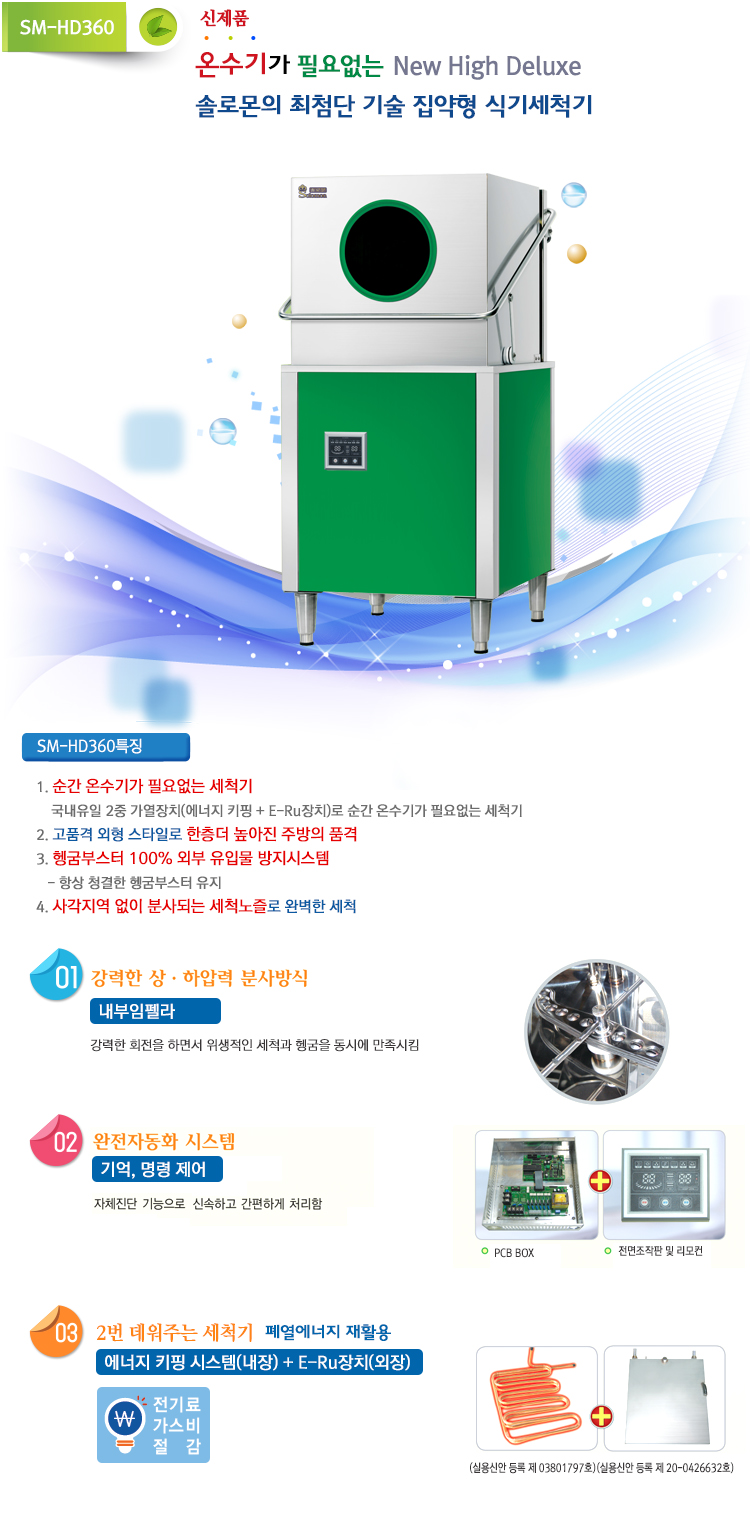 SM-HD360
신제품
온수기가 필요없는 New High Deluxe
솔로몬의 최첨단 기술 집약형 식기세척기
SM-HD360특징
1. 순간 온수기가 필요없는 세척기
국내유일 2중 가열장치(에너지 키핑 + E-Ru장치)로 순간 온수기가 필요없는 세척기
2. 고품격 외형 스타일로 한층더 높아진 주방의 품격
3. 헹굼부스터 100% 외부 유입물 방지시스템
- 항상 청결한 헹굼부스터 유지
4. 사각지역 없이 분사되는 세척노즐로 완벽한 세척
01 강력한 상·하압력 분사방식
내부임펠라
강력한 회전을 하면서 위생적인 세척과 헹굼을 동시에 만족시킴
02 완전자동화 시스템
기억, 명령 제어
자체진단 기능으로 신속하고 간편하게 처리함
PCB BOX
전면조작판 및 리모컨
03 2번 데워주는 세척기 폐열에너지 재활용
에너지 키핑 시스템(내장) + E-Ru장치(외장)
₩
전기료
가스비
절 감
(실용신안 등록 제 03801797호)(실용신안 등록 제 20-0426632호)